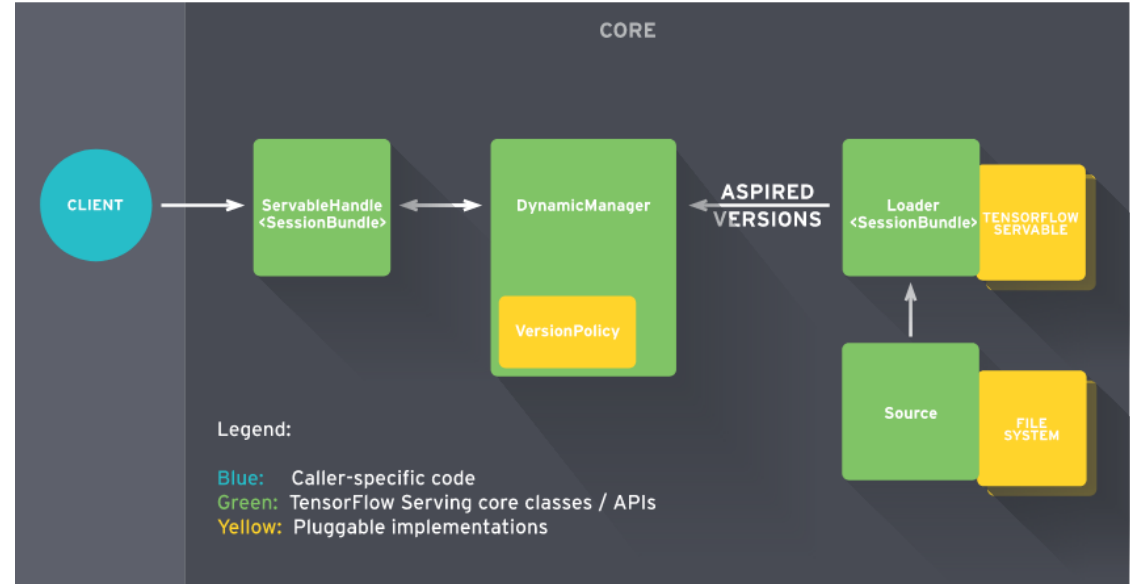 CORE
CLIENT
ServableHandle
<SessionBundle>
DynamicManager
VersionPolicy
ASPIRED
VERSIONS
Loader
<SessionBundle>
TENSORFLOW
SERVABLE
Source
FILE
SYSTEM
Legend:
Blue: Caller-specific code
Green: TensorFlow Serving core classes / APIs
Yellow: Pluggable implementations